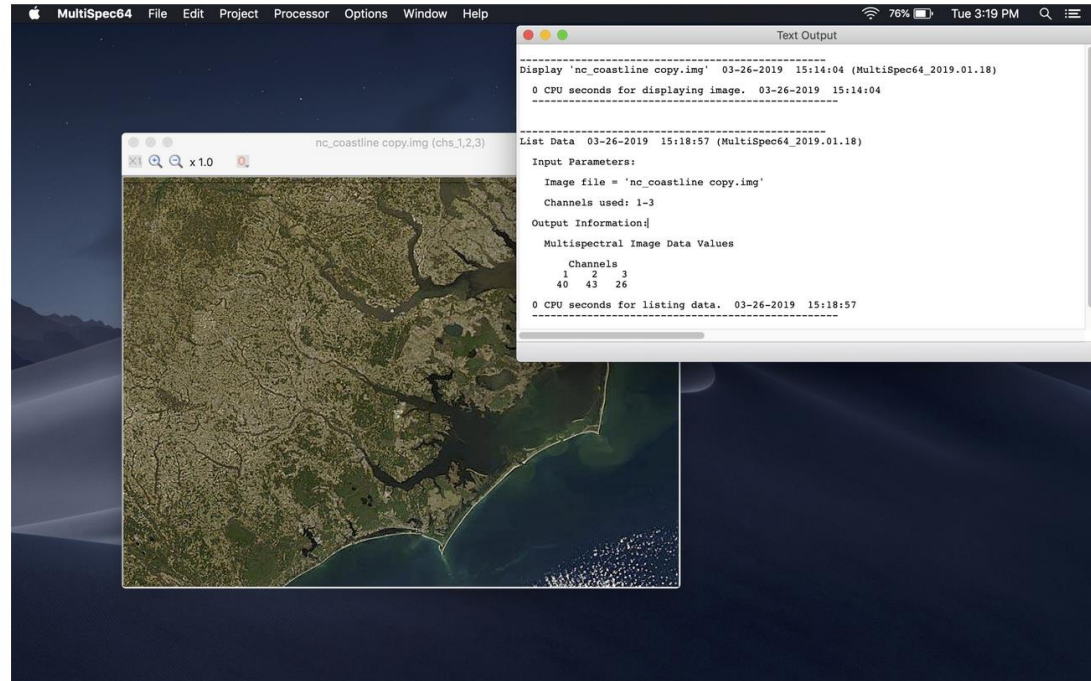 MultiSpec64 File Edit Project Processor Options Window Help 76% Tue 3:19 PM
Text Output
Display 'nc_coastline copy.img' 03-26-2019 15:14:04 (MultiSpec64_2019.01.18)
0 CPU seconds for displaying image. 03-26-2019 15:14:04
List Data 03-26-2019 15:18:57 (MultiSpec64_2019.01.18)
Input Parameters:
Image file = 'nc_coastline copy.img'
Channels used: 1-3
Output Information:
Multispectral Image Data Values
Channels
1 2 3
40 43 26
0 CPU seconds for listing data. 03-26-2019 15:18:57
nc_coastline copy.img (chs_1,2,3)
×1 x 1.0 0